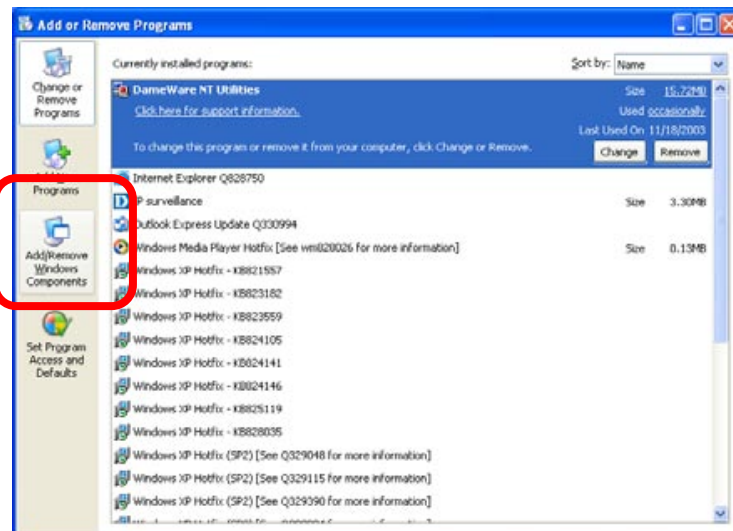 Add or Remove Programs
Change or
Remove
Programs
Programs
Add/Remove
Windows
Components
Set Program
Access and
Defaults
Currently installed programs:
Sort by: Name
DameWare NT Utilities
Size 15.72MB
Click here for support information.
Used occasionally
Last Used On 11/18/2003
To change this program or remove it from your computer, click Change or Remove.
Change Remove
Internet Explorer Q828750
IP surveillance Size 3.30MB
Outlook Express Update Q330994
Windows Media Player Hotfix [See wm828026 for more information] Size 0.13MB
Windows XP Hotfix - KB821557
Windows XP Hotfix - KB823182
Windows XP Hotfix - KB823559
Windows XP Hotfix - KB824105
Windows XP Hotfix - KB824141
Windows XP Hotfix - KB824146
Windows XP Hotfix - KB825119
Windows XP Hotfix - KB828035
Windows XP Hotfix (SP2) [See Q329048 for more information]
Windows XP Hotfix (SP2) [See Q329115 for more information]
Windows XP Hotfix (SP2) [See Q329390 for more information]